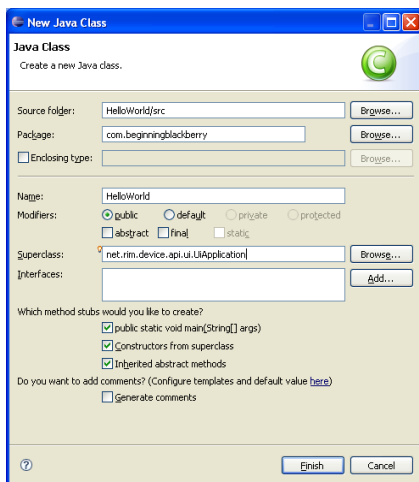 New Java Class
Java Class
Create a new Java class.
Source folder: HelloWorld/src Browse...
Package: com.beginningblackberry Browse...
Enclosing type: Browse...
Name: HelloWorld
Modifiers: public default private protected
abstract final static
Superclass: net.rim.device.api.ui.UiApplication Browse...
Interfaces: Add...
Which method stubs would you like to create?
public static void main(String[] args)
Constructors from superclass
Inherited abstract methods
Do you want to add comments? (Configure templates and default value here)
Generate comments
? Finish Cancel